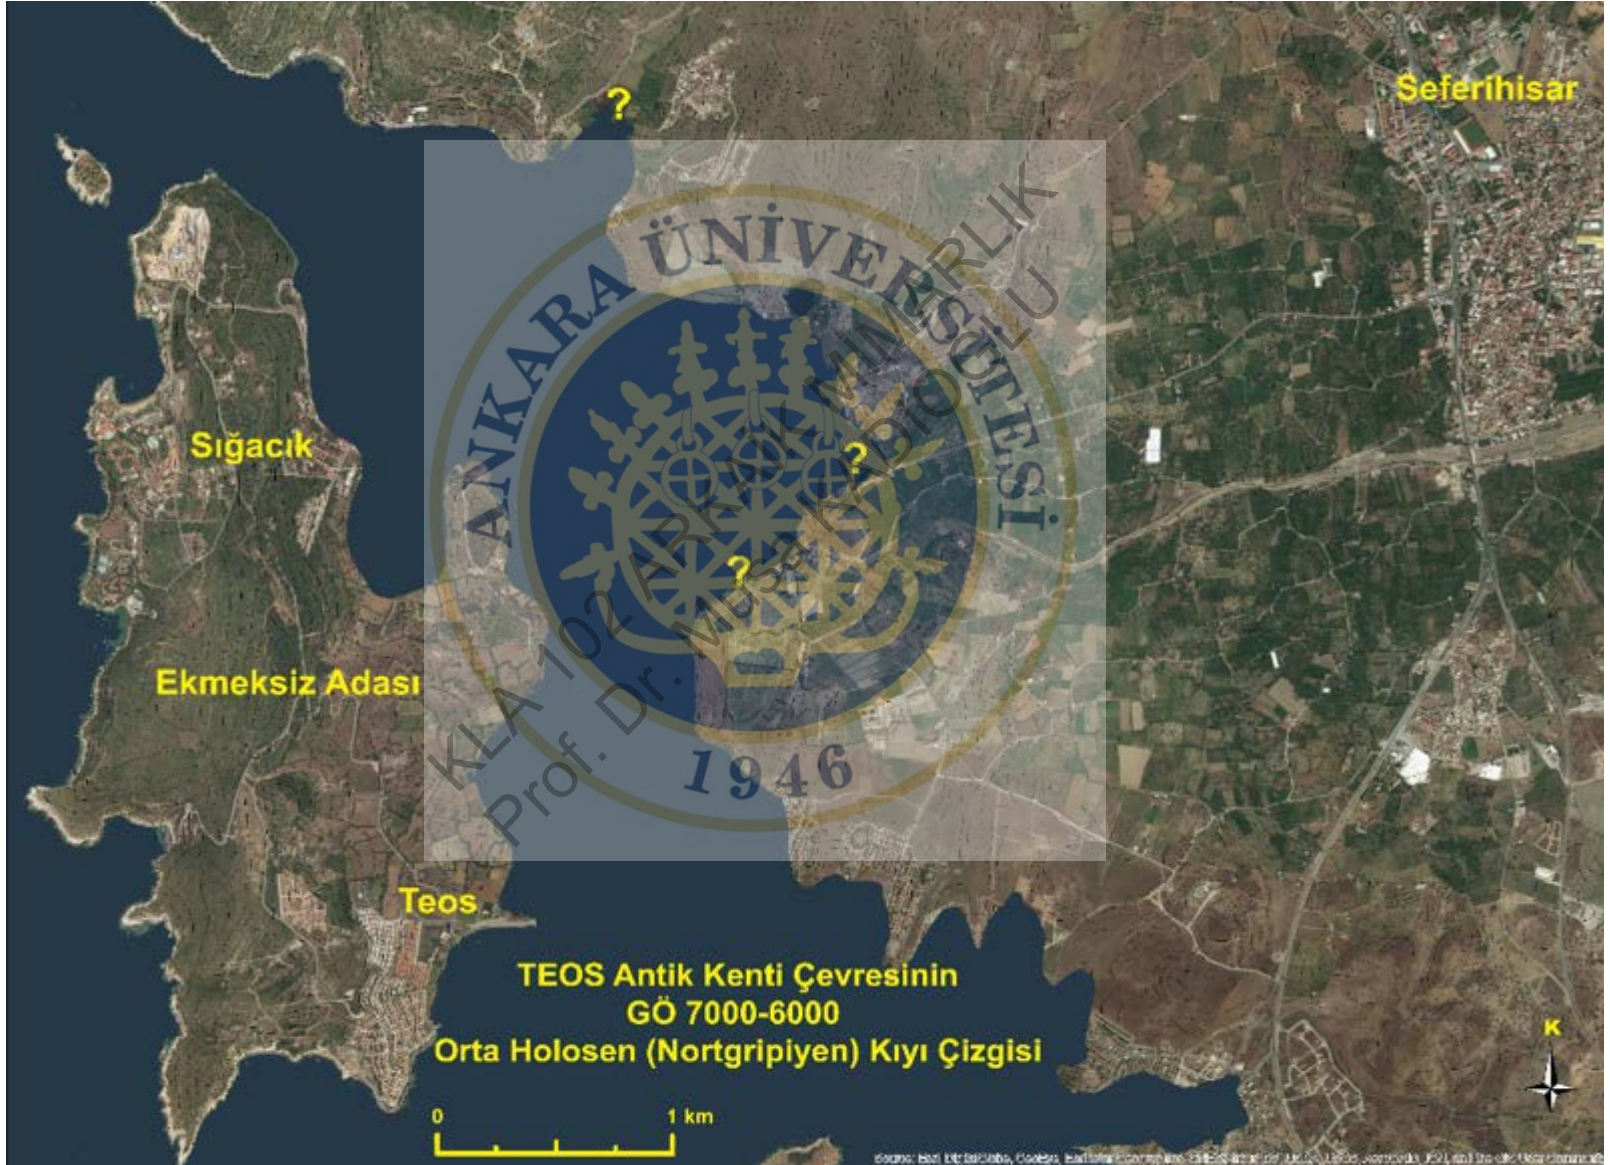 ?
Seferihisar
ANKARA ÜNİVERSİTESİ
Sığacık
?
?
KLA 102 ARKAİK MİMARLIK
Prof. Dr. Musa KADIOĞLU
Ekmeksiz Adası
1946
Teos
TEOS Antik Kenti Çevresinin
GÖ 7000-6000
Orta Holosen (Nortgripiyen) Kıyı Çizgisi
K
0 1 km